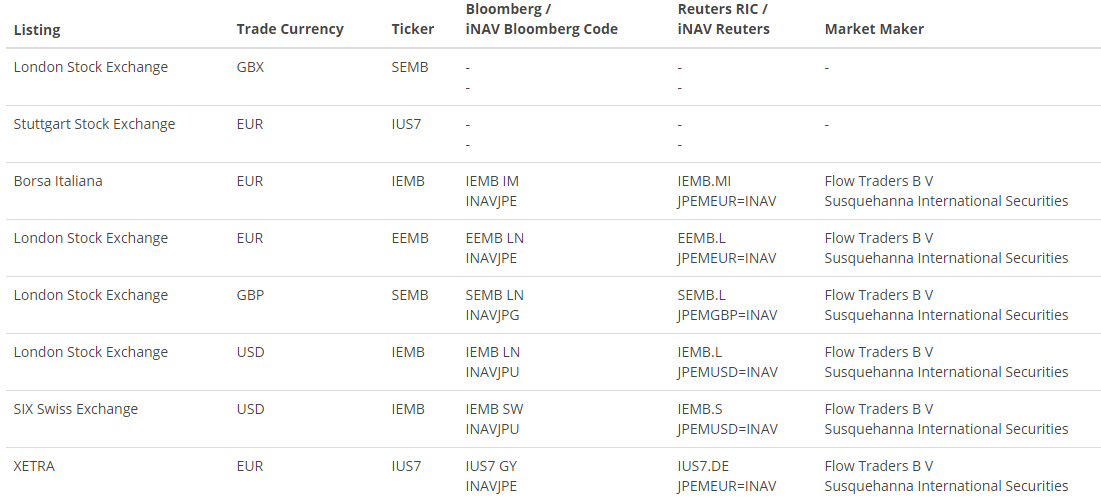 Listing Trade Currency Ticker Bloomberg / iNAV Bloomberg Code Reuters RIC / iNAV Reuters Market Maker
London Stock Exchange GBX SEMB - - -
- -
Stuttgart Stock Exchange EUR IUS7 - - -
- -
Borsa Italiana EUR IEMB IEMB IM IEMB.MI Flow Traders B V
INAVJPE JPEMEUR=INAV Susquehanna International Securities
London Stock Exchange EUR EEMB EEMB LN EEMB.L Flow Traders B V
INAVJPE JPEMEUR=INAV Susquehanna International Securities
London Stock Exchange GBP SEMB SEMB LN SEMB.L Flow Traders B V
INAVJPG JPEMGBP=INAV Susquehanna International Securities
London Stock Exchange USD IEMB IEMB LN IEMB.L Flow Traders B V
INAVJPU JPEMUSD=INAV Susquehanna International Securities
SIX Swiss Exchange USD IEMB IEMB SW IEMB.S Flow Traders B V
INAVJPU JPEMUSD=INAV Susquehanna International Securities
XETRA EUR IUS7 IUS7 GY IUS7.DE Flow Traders B V
INAVJPE JPEMEUR=INAV Susquehanna International Securities